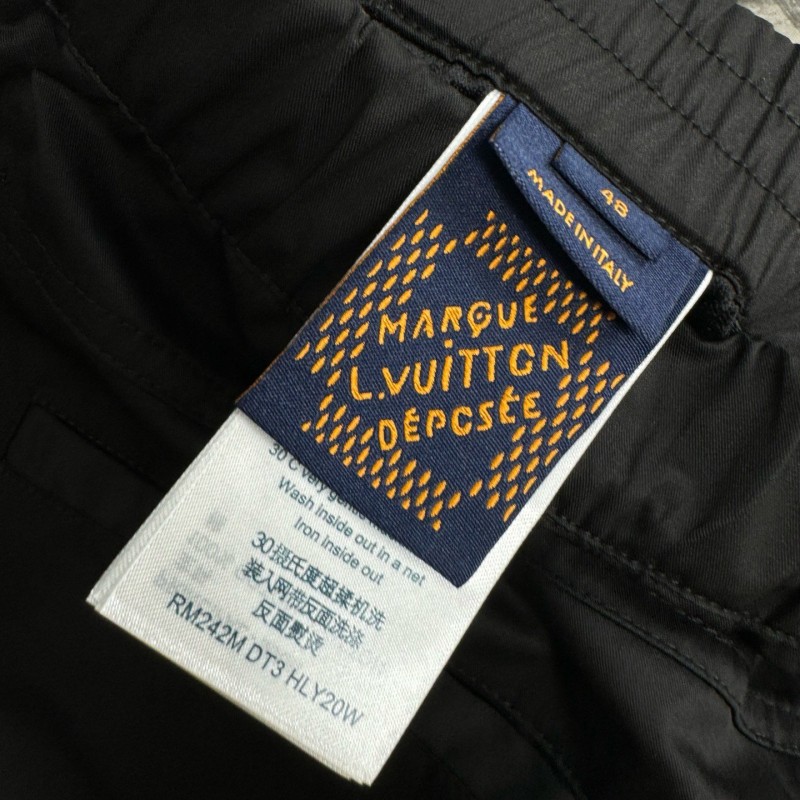 48
MADE IN ITALY
MARQUE
L.VUITTON
DÉPOSÉE
30 C very gentle
Wash inside out in a net
Iron inside out
30摄氏度超柔机洗
装入网带反面洗涤
反面熨烫
RM242M DT3 HLY20W